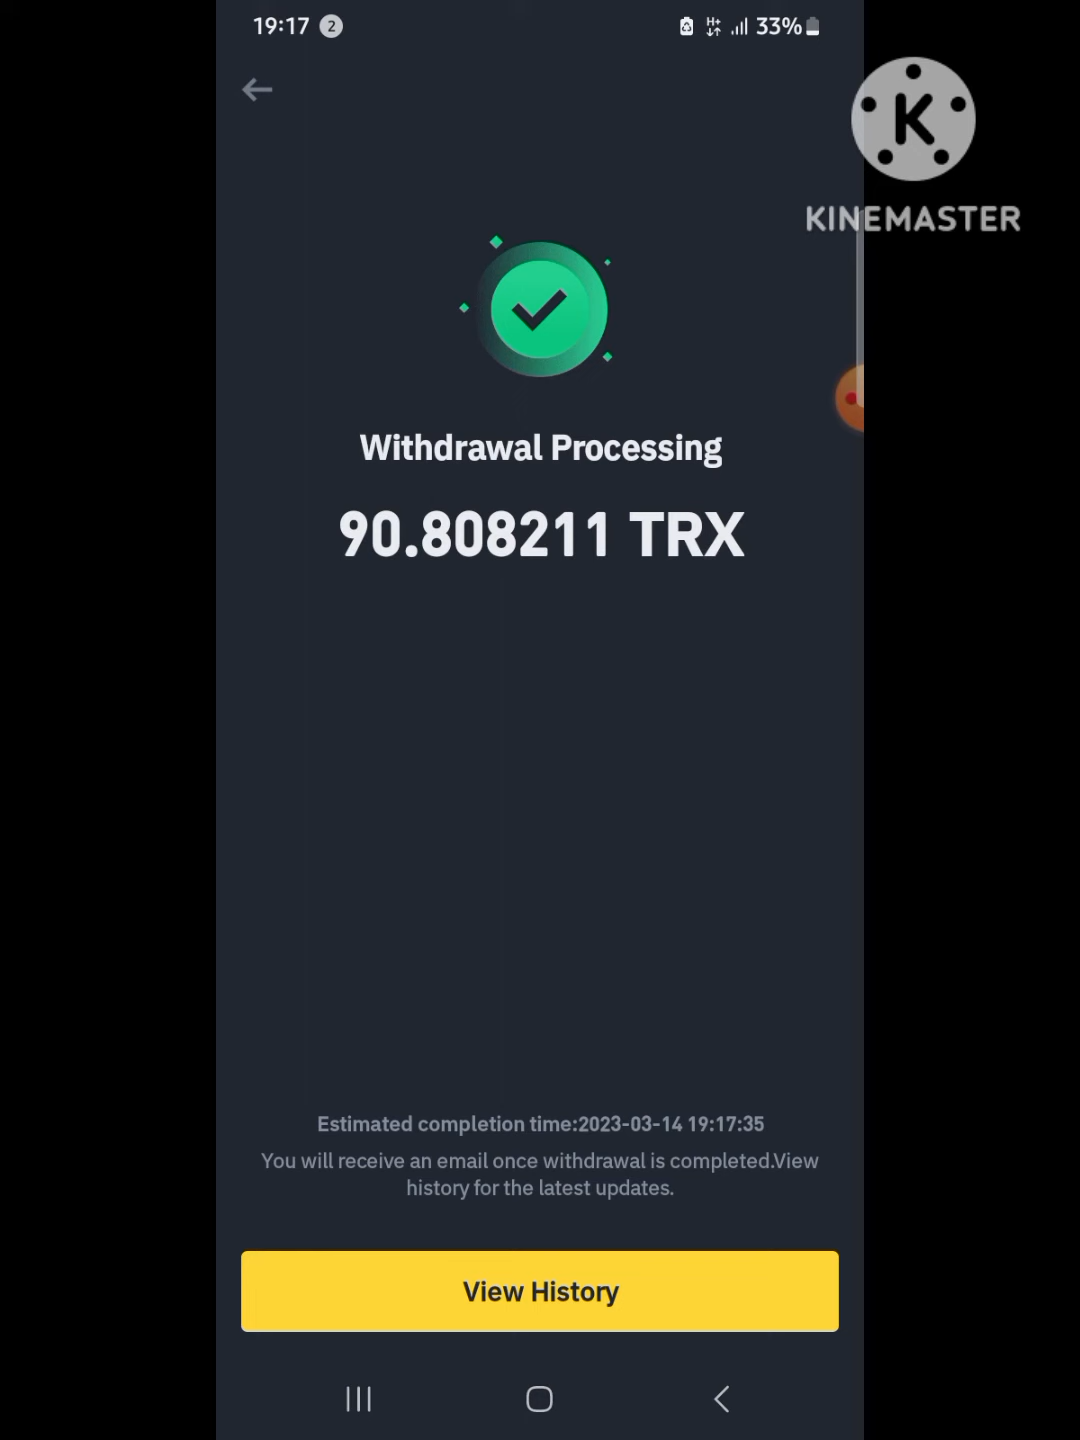 19:17 2 H+ 33%
K
KINEMASTER
Withdrawal Processing
90.808211 TRX
Estimated completion time:2023-03-14 19:17:35
You will receive an email once withdrawal is completed.View
history for the latest updates.
View History